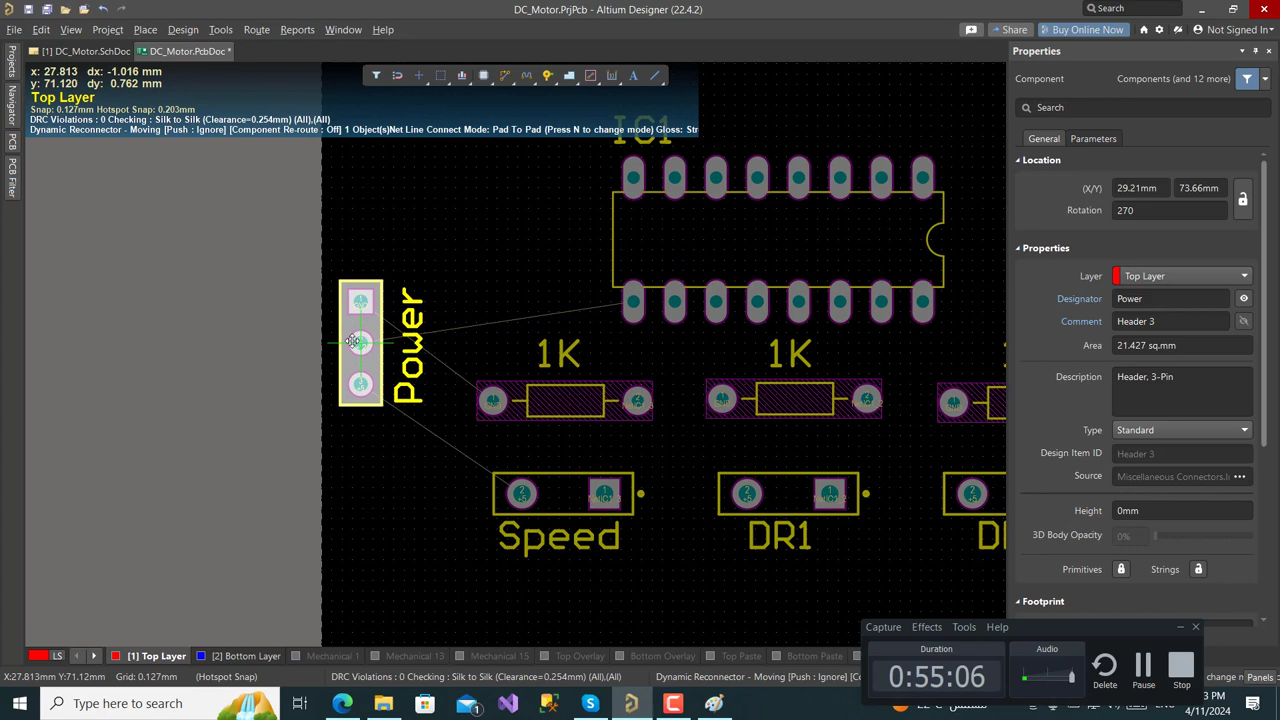 DC_Motor.PrjPcb - Altium Designer (22.4.2)
Search
File Edit View Project Place Design Tools Route Reports Window Help
Share
Buy Online Now
Not Signed In
[1] DC_Motor.SchDoc
DC_Motor.PcbDoc *
Projects
Navigator
PCB
PCB Filter
x: 27.813 dx: -1.016 mm
y: 71.120 dy: 0.762 mm
Top Layer
Snap: 0.127mm Hotspot Snap: 0.203mm
DRC Violations : 0 Checking : Silk to Silk (Clearance=0.254mm) (All),(All)
Dynamic Reconnector - Moving [Push : Ignore] [Component Re-route : Off] 1 Object(s)Net Line Connect Mode: Pad To Pad (Press N to change mode) Gloss: Str
IC1
Power
1K
1K
Speed
DR1
Properties
Component
Components (and 12 more)
Search
General
Parameters
Location
(X/Y) 29.21mm 73.66mm
Rotation 270
Properties
Layer Top Layer
Designator Power
Comment Header 3
Area 21.427 sq.mm
Description Header, 3-Pin
Type Standard
Design Item ID Header 3
Source Miscellaneous Connectors.I
Height 0mm
3D Body Opacity 0%
Primitives
Strings
Footprint
Capture Effects Tools Help
Duration
0:55:06
Audio
Delete
Pause
Stop
LS
[1] Top Layer
[2] Bottom Layer
Mechanical 1
Mechanical 13
Mechanical 15
Top Overlay
Bottom Overlay
Top Paste
Bottom Paste
X:27.813mm Y:71.12mm Grid: 0.127mm (Hotspot Snap)
DRC Violations : 0 Checking : Silk to Silk (Clearance=0.254mm) (All),(All)
Dynamic Reconnector - Moving [Push : Ignore] [Co
Panels
Type here to search
1
4/11/2024